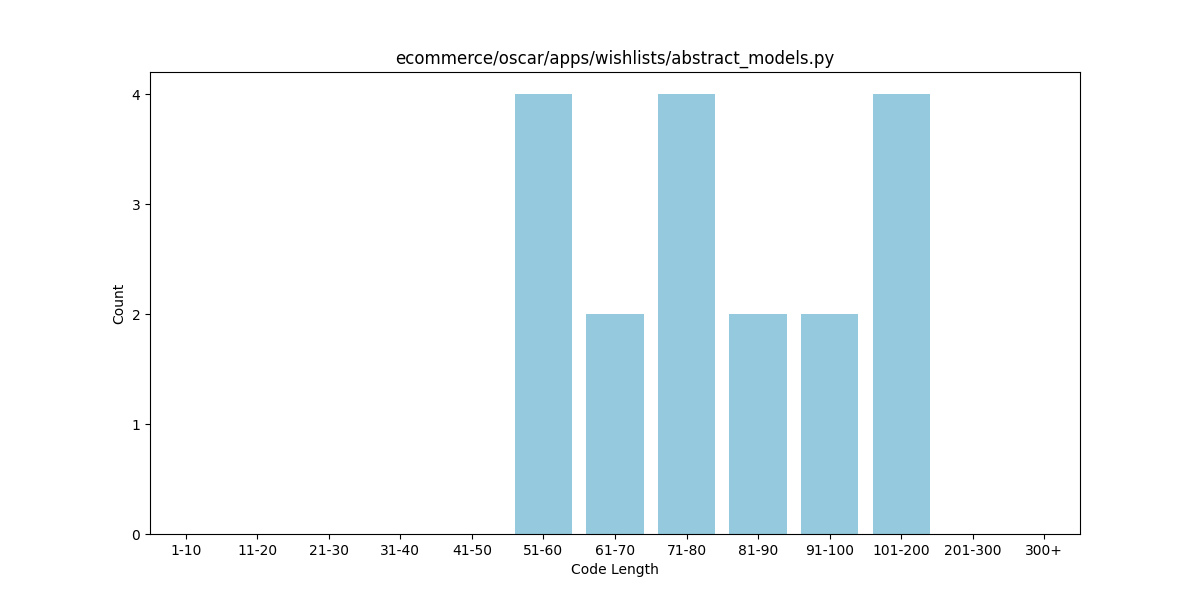 ecommerce/oscar/apps/wishlists/abstract_models.py
4
3
2
1
0
Count
1-10 11-20 21-30 31-40 41-50 51-60 61-70 71-80 81-90 91-100 101-200 201-300 300+
Code Length